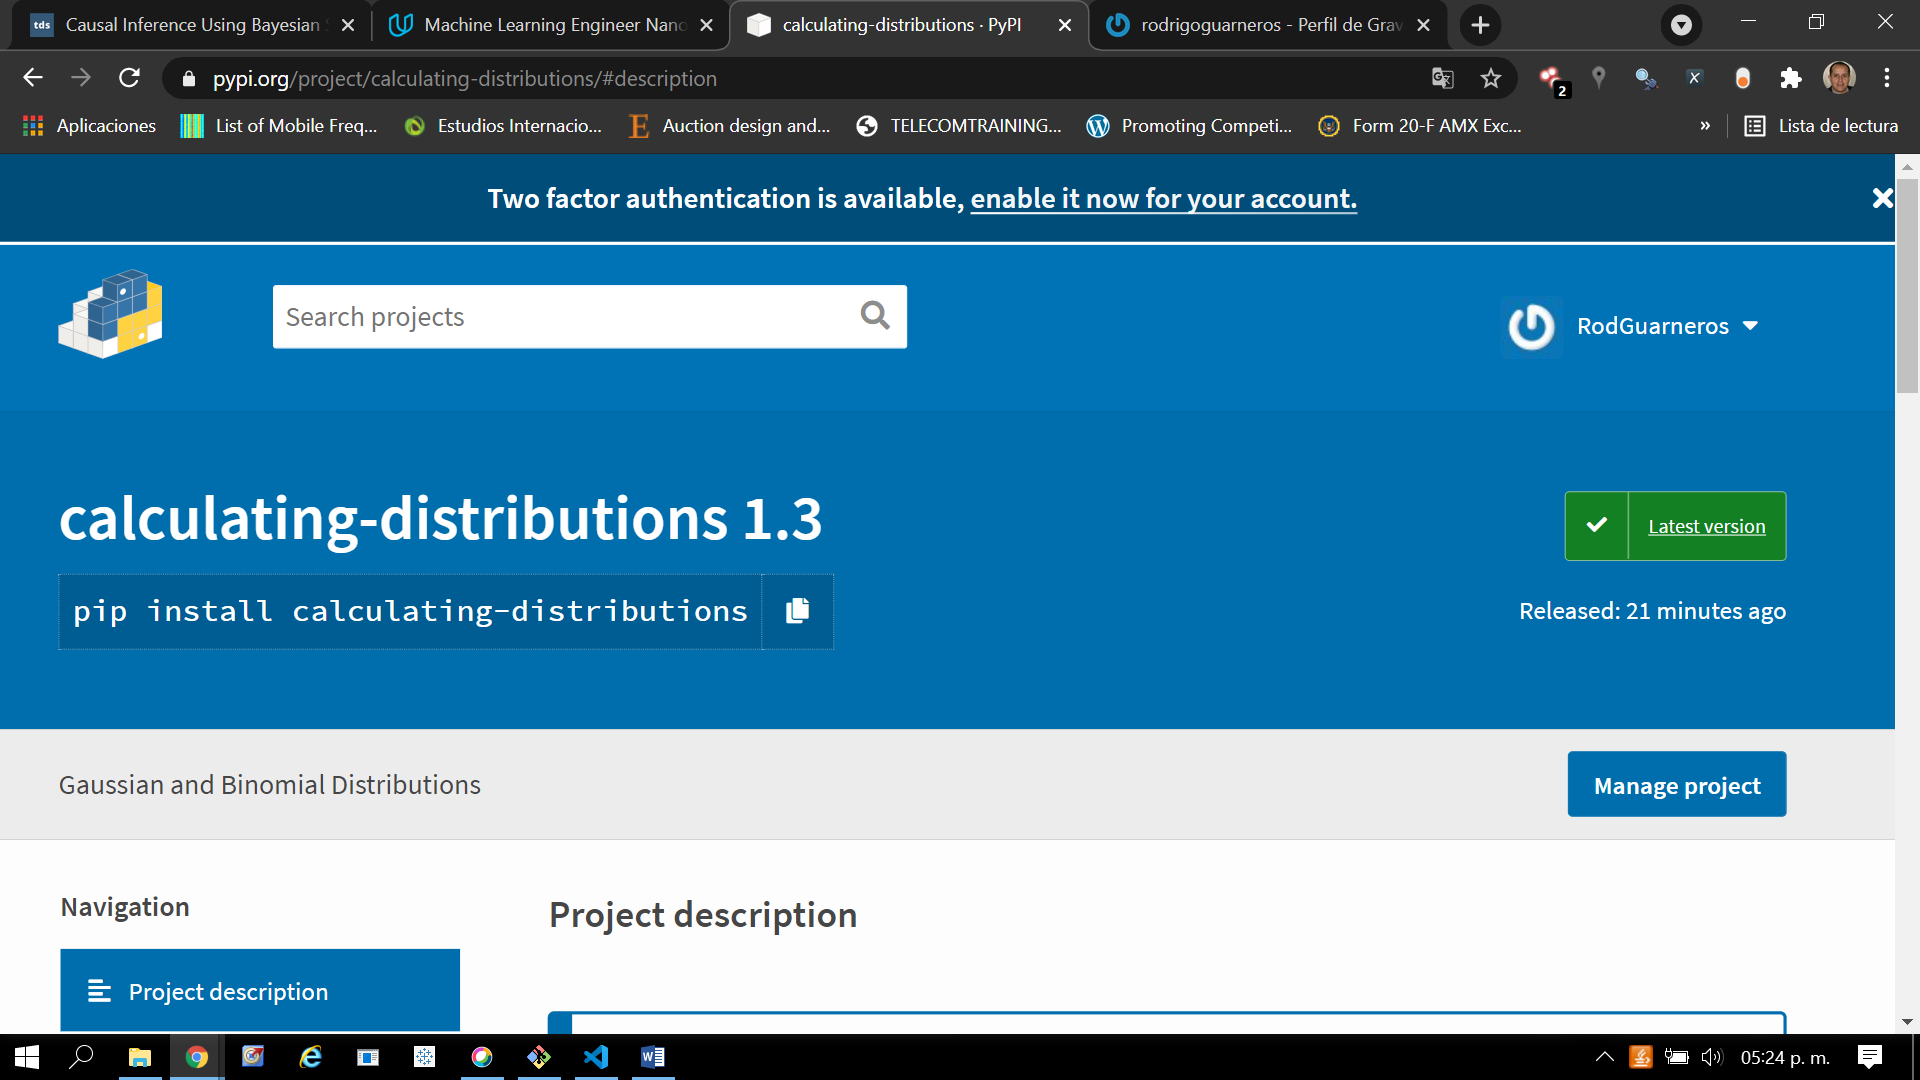 tds Causal Inference Using Bayesian
Machine Learning Engineer Nano
calculating-distributions · PyPI
rodrigoguarneros - Perfil de Grav
pypi.org/project/calculating-distributions/#description
2
Aplicaciones
List of Mobile Freq...
Estudios Internacio...
Auction design and...
TELECOMTRAINING...
Promoting Competi...
Form 20-F AMX Exc...
»
Lista de lectura
Two factor authentication is available, enable it now for your account.
Search projects
RodGuarneros
calculating-distributions 1.3
Latest version
pip install calculating-distributions
Released: 21 minutes ago
Gaussian and Binomial Distributions
Manage project
Navigation
Project description
Project description
05:24 p. m.